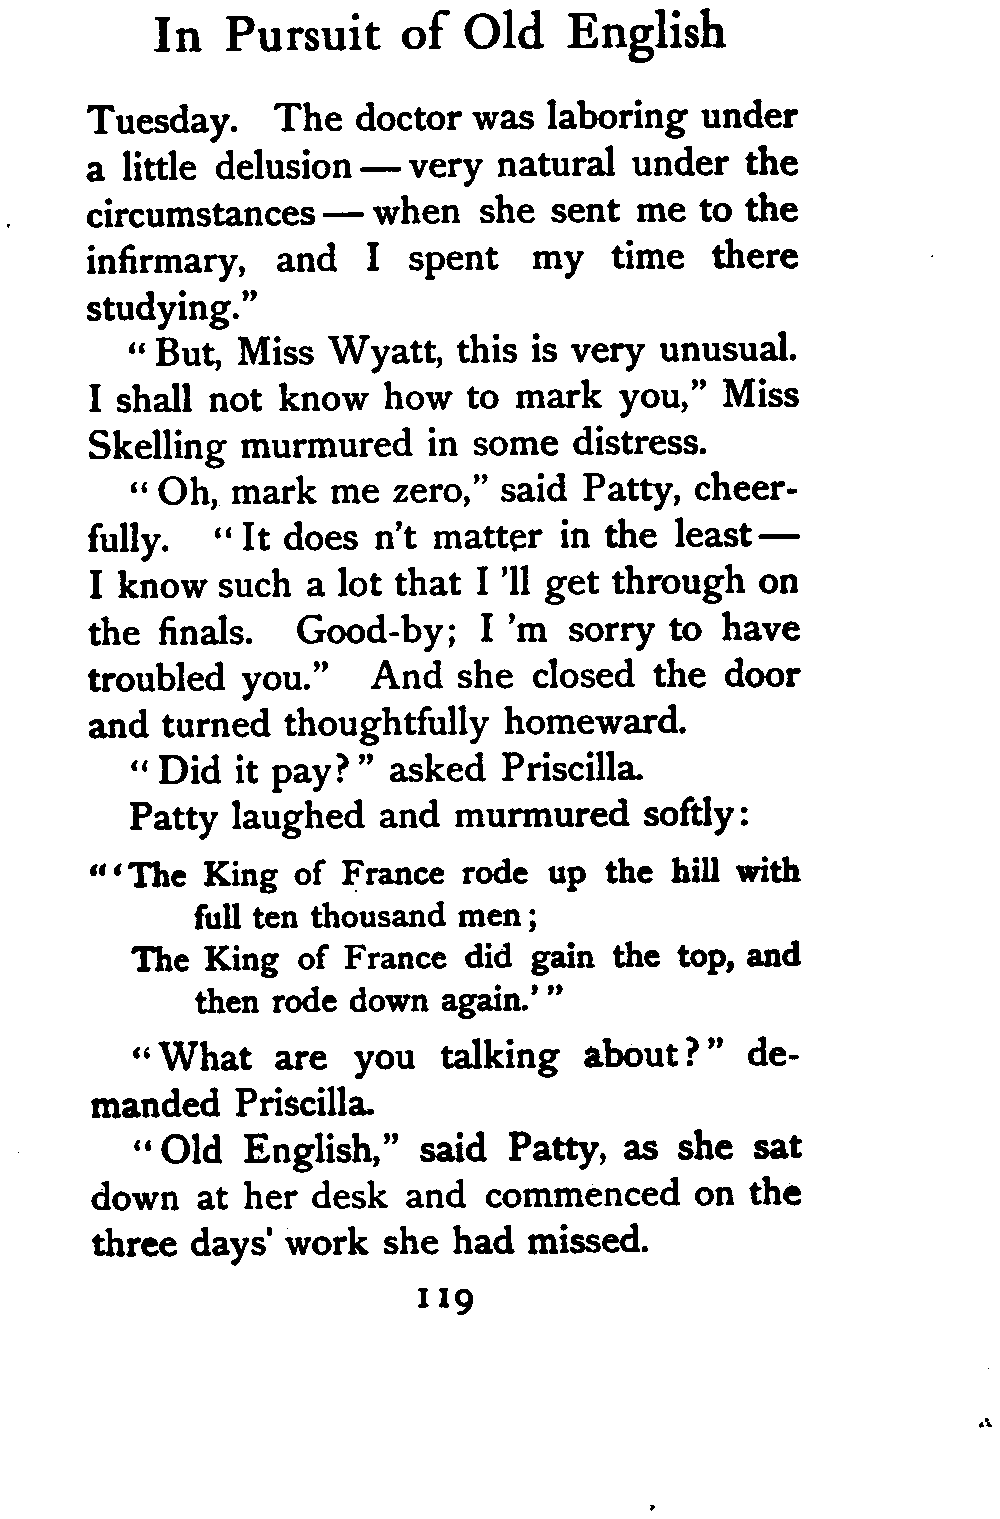 In Pursuit of Old English
Tuesday. The doctor was laboring under
a little delusion — very natural under the
circumstances — when she sent me to the
infirmary, and I spent my time there
studying."
" But, Miss Wyatt, this is very unusual.
I shall not know how to mark you," Miss
Skelling murmured in some distress.
" Oh, mark me zero," said Patty, cheer-
fully. " It does n't matter in the least —
I know such a lot that I 'll get through on
the finals. Good-by; I 'm sorry to have
troubled you." And she closed the door
and turned thoughtfully homeward.
" Did it pay? " asked Priscilla.
Patty laughed and murmured softly:
"'The King of France rode up the hill with
full ten thousand men;
The King of France did gain the top, and
then rode down again.'"
"What are you talking about?" de-
manded Priscilla.
"Old English," said Patty, as she sat
down at her desk and commenced on the
three days' work she had missed.
119